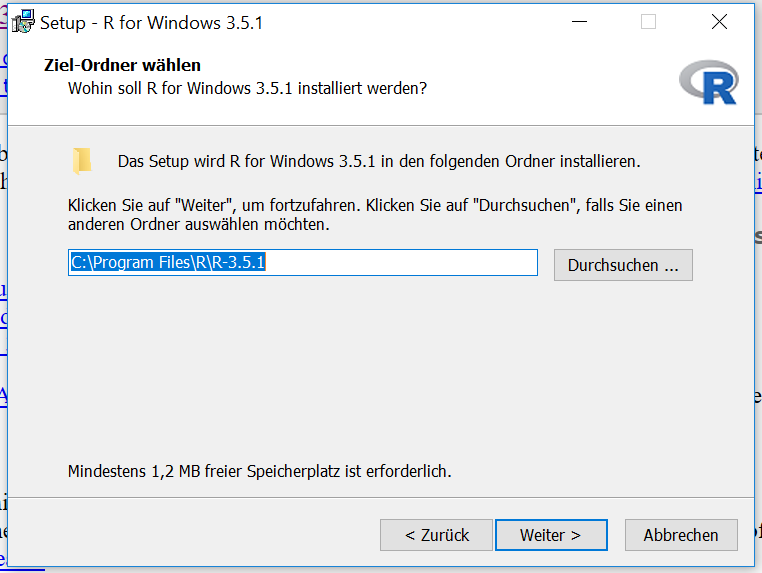 Setup - R for Windows 3.5.1
Ziel-Ordner wählen
Wohin soll R for Windows 3.5.1 installiert werden?
R
Das Setup wird R for Windows 3.5.1 in den folgenden Ordner installieren.
Klicken Sie auf "Weiter", um fortzufahren. Klicken Sie auf "Durchsuchen", falls Sie einen
anderen Ordner auswählen möchten.
C:\Program Files\R\R-3.5.1
Durchsuchen ...
Mindestens 1,2 MB freier Speicherplatz ist erforderlich.
< Zurück
Weiter >
Abbrechen